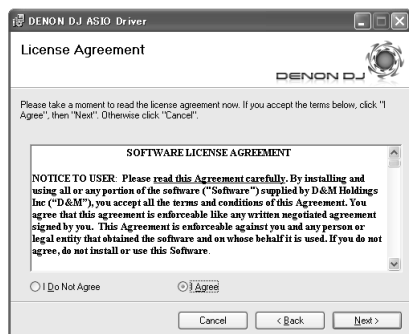 DENON DJ ASIO Driver
License Agreement
DENON DJ
Please take a moment to read the license agreement now. If you accept the terms below, click "I
Agree", then "Next". Otherwise click "Cancel".
SOFTWARE LICENSE AGREEMENT
NOTICE TO USER: Please read this Agreement carefully. By installing and
using all or any portion of the software ("Software") supplied by D&M Holdings
Inc ("D&M"), you accept all the terms and conditions of this Agreement. You
agree that this agreement is enforceable like any written negotiated agreement
signed by you. This Agreement is enforceable against you and any person or
legal entity that obtained the software and on whose behalf it is used. If you do not
agree, do not install or use this Software.
I Do Not Agree
I Agree
Cancel
< Back
Next >